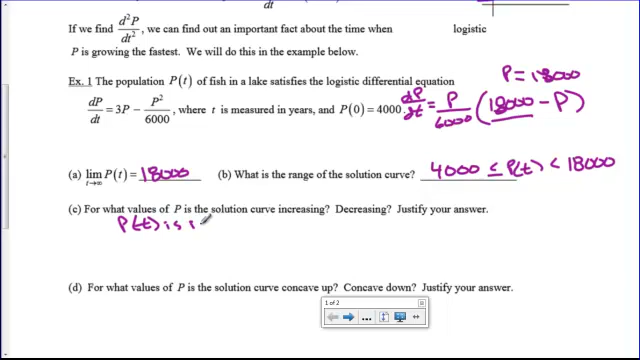 dt
If we find d²P/dt², we can find out an important fact about the time when logistic
P is growing the fastest. We will do this in the example below.
Ex. 1 The population P(t) of fish in a lake satisfies the logistic differential equation
P = 18000
dP/dt = 3P − P²/6000, where t is measured in years, and P(0) = 4000.
dP/dt = P/6000 (18000 − P)
(a) lim t→∞ P(t) = 18000 (b) What is the range of the solution curve? 4000 ≤ P(t) < 18000
(c) For what values of P is the solution curve increasing? Decreasing? Justify your answer.
P(t) is i
(d) For what values of P is the solution curve concave up? Concave down? Justify your answer.
1 of 2